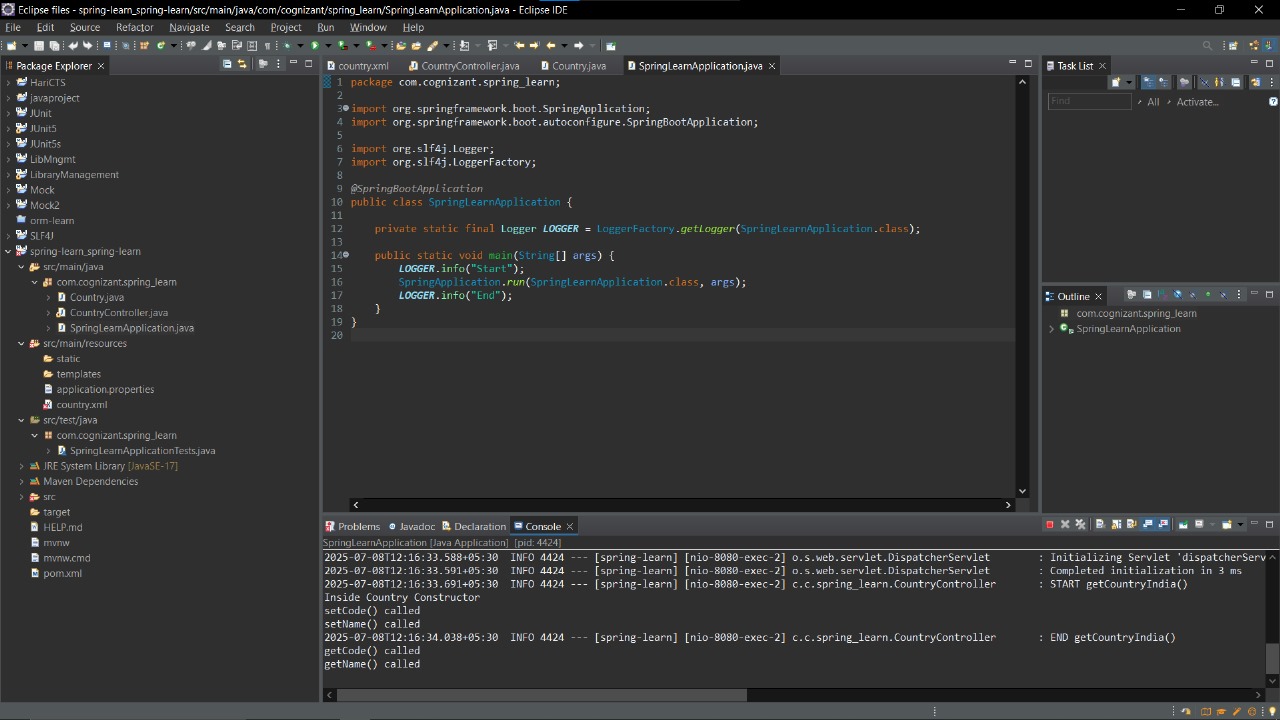 Eclipse files - spring-learn_spring-learn/src/main/java/com/cognizant/spring_learn/SpringLearnApplication.java - Eclipse IDE
File Edit Source Refactor Navigate Search Project Run Window Help
Package Explorer
HariCTS
javaproject
JUnit
JUnit5
JUnit5s
LibMngmt
LibraryManagement
Mock
Mock2
orm-learn
SLF4J
spring-learn_spring-learn
src/main/java
com.cognizant.spring_learn
Country.java
CountryController.java
SpringLearnApplication.java
src/main/resources
static
templates
application.properties
country.xml
src/test/java
com.cognizant.spring_learn
SpringLearnApplicationTests.java
JRE System Library [JavaSE-17]
Maven Dependencies
src
target
HELP.md
mvnw
mvnw.cmd
pom.xml
country.xml CountryController.java Country.java SpringLearnApplication.java
1 package com.cognizant.spring_learn;
2
3 import org.springframework.boot.SpringApplication;
4 import org.springframework.boot.autoconfigure.SpringBootApplication;
5
6 import org.slf4j.Logger;
7 import org.slf4j.LoggerFactory;
8
9 @SpringBootApplication
10 public class SpringLearnApplication {
11
12 private static final Logger LOGGER = LoggerFactory.getLogger(SpringLearnApplication.class);
13
14 public static void main(String[] args) {
15 LOGGER.info("Start");
16 SpringApplication.run(SpringLearnApplication.class, args);
17 LOGGER.info("End");
18 }
19 }
20
Task List
Find All Activate...
Outline
com.cognizant.spring_learn
SpringLearnApplication
Problems Javadoc Declaration Console
SpringLearnApplication [Java Application] [pid: 4424]
2025-07-08T12:16:33.588+05:30 INFO 4424 --- [spring-learn] [nio-8080-exec-2] o.s.web.servlet.DispatcherServlet : Initializing Servlet 'dispatcherServ
2025-07-08T12:16:33.591+05:30 INFO 4424 --- [spring-learn] [nio-8080-exec-2] o.s.web.servlet.DispatcherServlet : Completed initialization in 3 ms
2025-07-08T12:16:33.691+05:30 INFO 4424 --- [spring-learn] [nio-8080-exec-2] c.c.spring_learn.CountryController : START getCountryIndia()
Inside Country Constructor
setCode() called
setName() called
2025-07-08T12:16:34.038+05:30 INFO 4424 --- [spring-learn] [nio-8080-exec-2] c.c.spring_learn.CountryController : END getCountryIndia()
getCode() called
getName() called